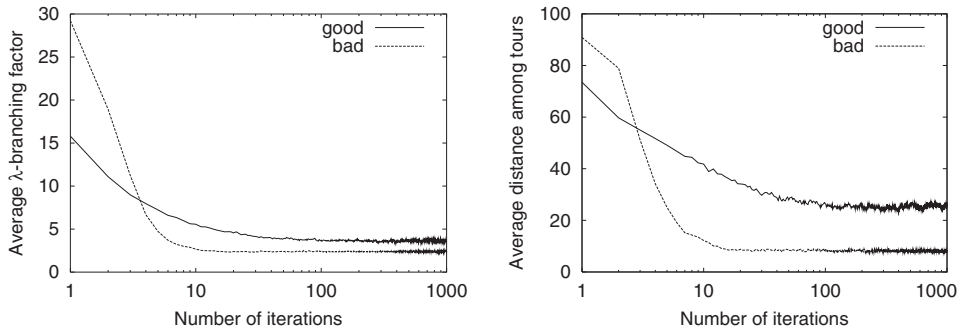 Average λ-branching factor
30
25
20
15
10
5
0
1
10
100
1000
Number of iterations
good
bad
Average distance among tours
100
80
60
40
20
0
1
10
100
1000
Number of iterations
good
bad